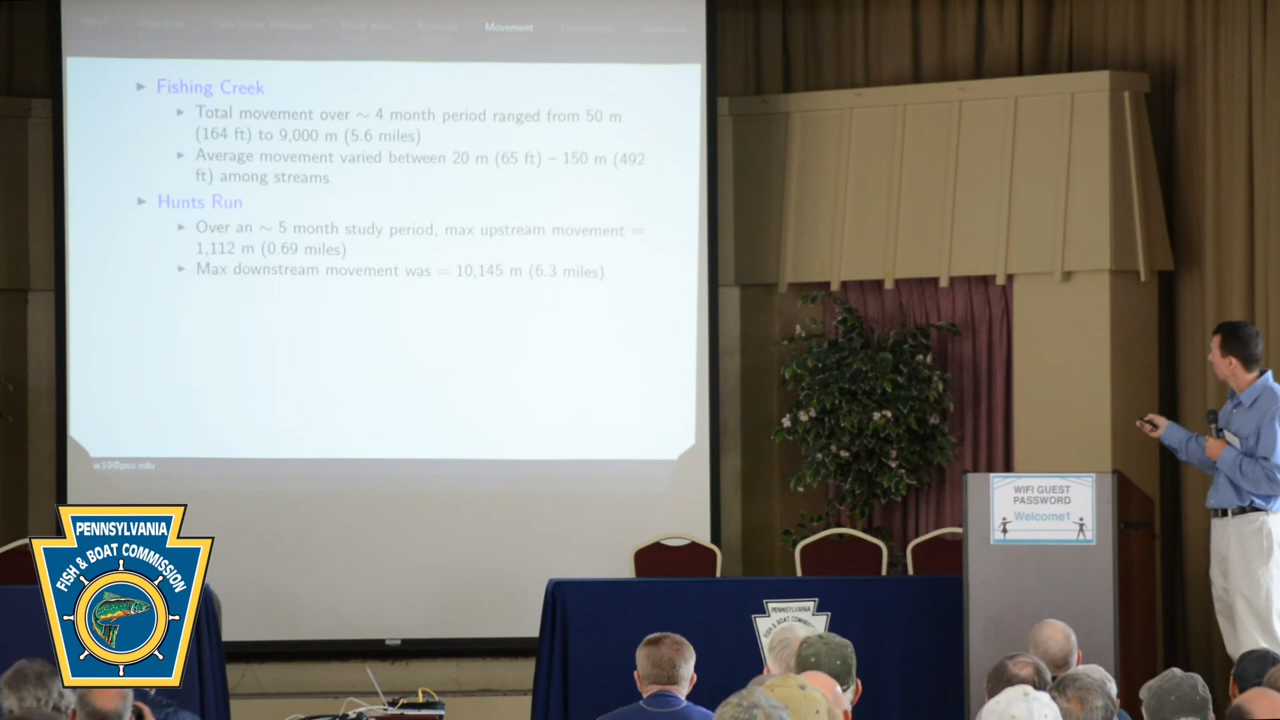 Movement
► Fishing Creek
► Total movement over ∼ 4 month period ranged from 50 m
(164 ft) to 9,000 m (5.6 miles)
► Average movement varied between 20 m (65 ft) – 150 m (492
ft) among streams
► Hunts Run
► Over an ∼ 5 month study period, max upstream movement =
1,112 m (0.69 miles)
► Max downstream movement was = 10,145 m (6.3 miles)
WIFI GUEST
PASSWORD
Welcome1
PENNSYLVANIA
FISH & BOAT COMMISSION
PENNSYLVANIA
& BOAT